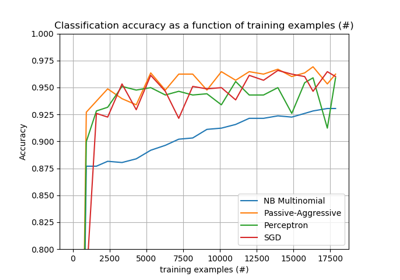 Classification accuracy as a function of training examples (#)
1.000
0.975
0.950
0.925
0.900
0.875
0.850
0.825
0.800
Accuracy
NB Multinomial
Passive-Aggressive
Perceptron
SGD
0 2500 5000 7500 10000 12500 15000 17500
training examples (#)